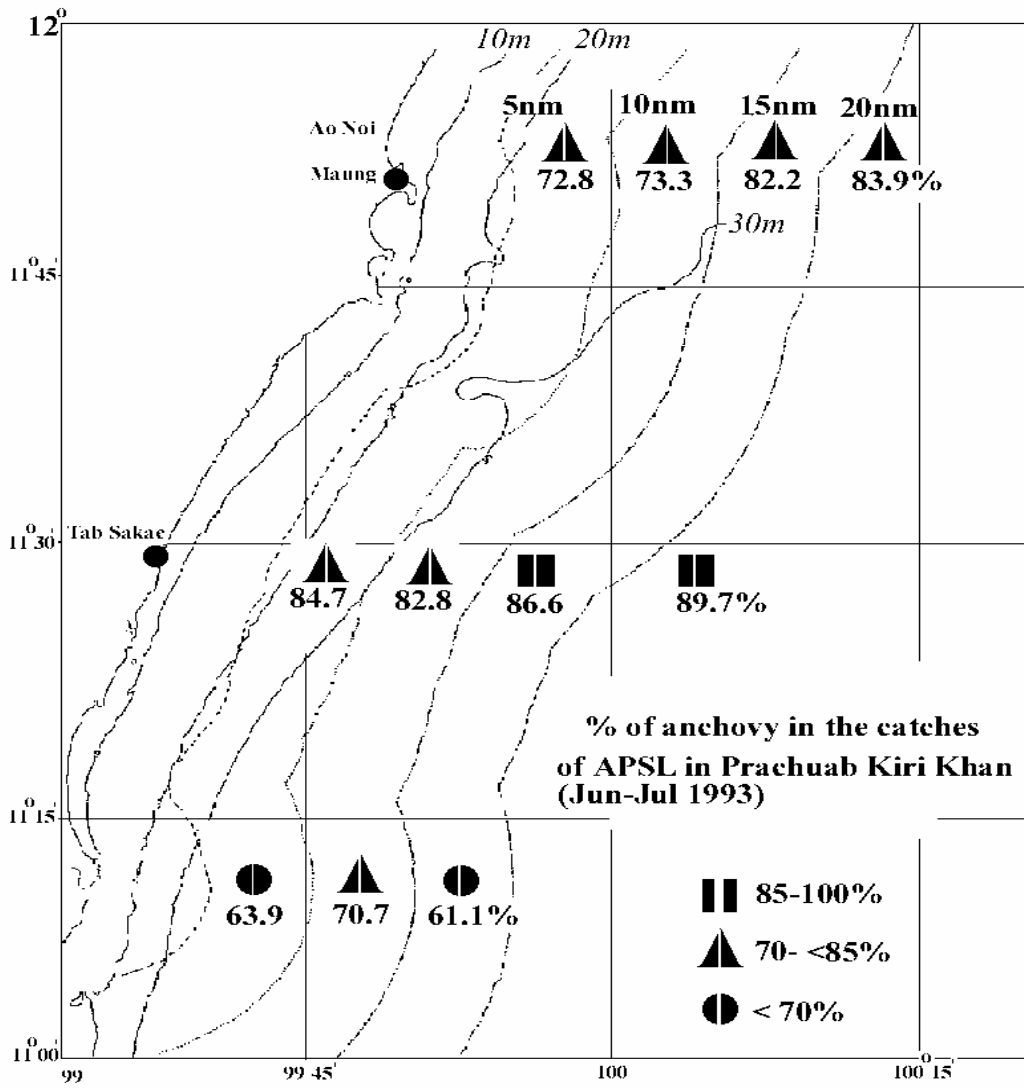 12°
10m 20m
5nm 10nm 15nm 20nm
Ao Noi
Maung
72.8 73.3 82.2 83.9%
30m
11°45'
Tab Sakae
11°30'
84.7 82.8 86.6 89.7%
% of anchovy in the catches
of APSL in Prachuab Kiri Khan
(Jun-Jul 1993)
11°15'
63.9 70.7 61.1%
85-100%
70- <85%
< 70%
11°00'
99 99 45' 100 100°15'